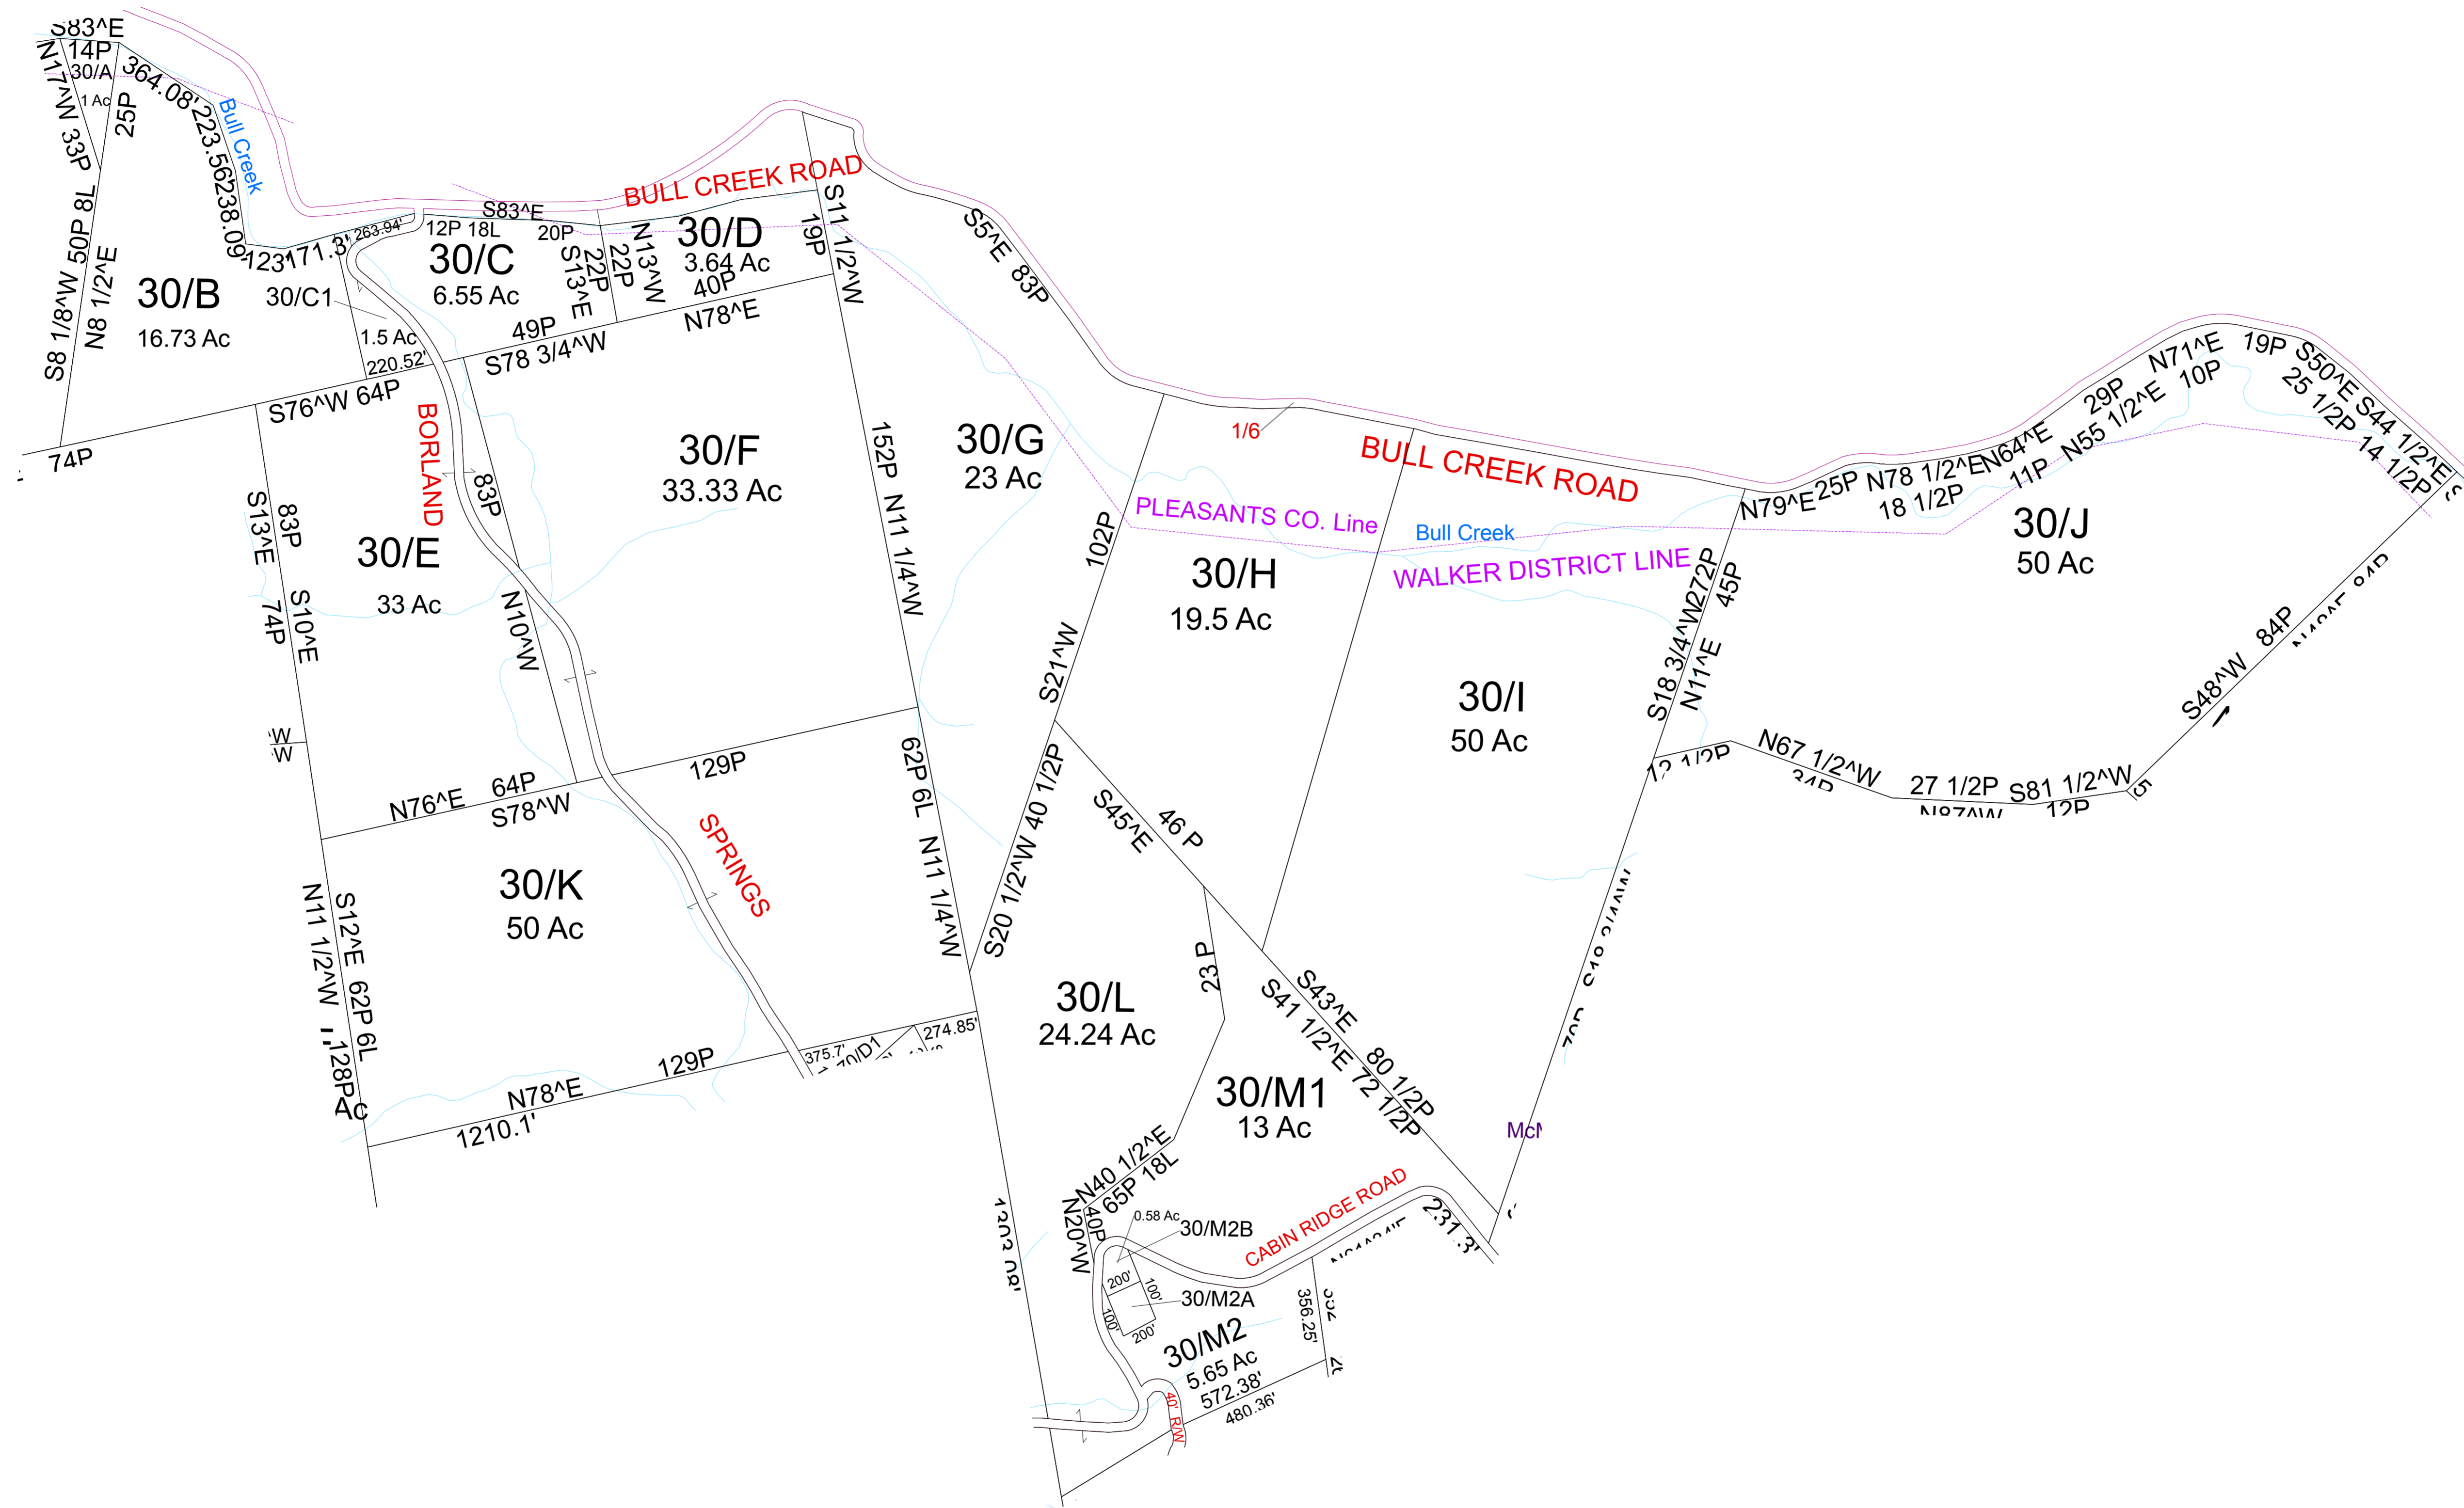 S83^E
14P
30/A
1 Ac
N17^W 33P
25P
364.08'
223.56'
238.09'
Bull Creek
S8 1/8^W 50P 8L
N8 1/2^E
30/B
16.73 Ac
123'
171.3'
263.94'
30/C1
1.5 Ac
220.52'
S83^E
12P 18L
20P
30/C
6.55 Ac
S13^E
22P
22P
N13^W
30/D
3.64 Ac
40P
N78^E
49P
S78 3/4^W
BULL CREEK ROAD
19P
S11 1/2^W
S5^E 83P
S76^W 64P
74P
BORLAND
83P
S13^E
83P
74P
S10^E
30/E
33 Ac
N10^W
30/F
33.33 Ac
152P N11 1/4^W
30/G
23 Ac
1/6
BULL CREEK ROAD
PLEASANTS CO. Line
Bull Creek
WALKER DISTRICT LINE
102P
S21^W
30/H
19.5 Ac
30/I
50 Ac
S18 3/4^W
272P
45P
N11^E
N79^E
25P
N78 1/2^E
18 1/2P
N64^E
11P
N55 1/2^E
29P
N71^E
10P
19P
S50^E
25 1/2P
S44 1/2^E
14 1/2P
30/J
50 Ac
S48^W 84P
12 1/2P
N67 1/2^W
34P
27 1/2P
N87^W
S81 1/2^W
12P
N76^E 64P
S78^W
129P
SPRINGS
62P 6L N11 1/4^W
S20 1/2^W 40 1/2P
S45^E
46 P
30/K
50 Ac
N11 1/2^W
S12^E 62P 6L
128P
Ac
N78^E
129P
1210.1'
375.7'
274.85'
30/L
24.24 Ac
23 P
S43^E
80 1/2P
S41 1/2^E 72 1/2P
30/M1
13 Ac
N40 1/2^E
65P 18L
N20^W
40P
0.58 Ac
30/M2B
CABIN RIDGE ROAD
231.3'
200'
100'
30/M2A
100'
200'
30/M2
5.65 Ac
572.38'
480.36'
356.25'
40' R/W